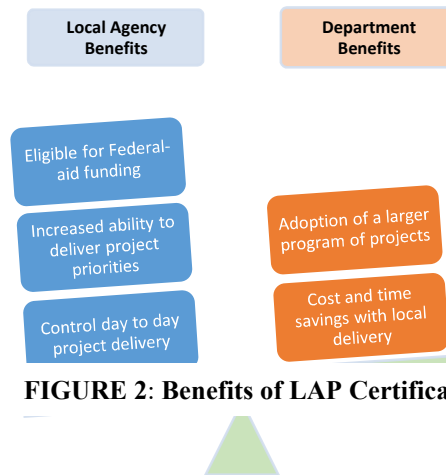 Local Agency
Benefits
Department
Benefits
Eligible for Federal-
aid funding
Increased ability to
deliver project
priorities
Control day to day
project delivery
Adoption of a larger
program of projects
Cost and time
savings with local
delivery
FIGURE 2: Benefits of LAP Certifica